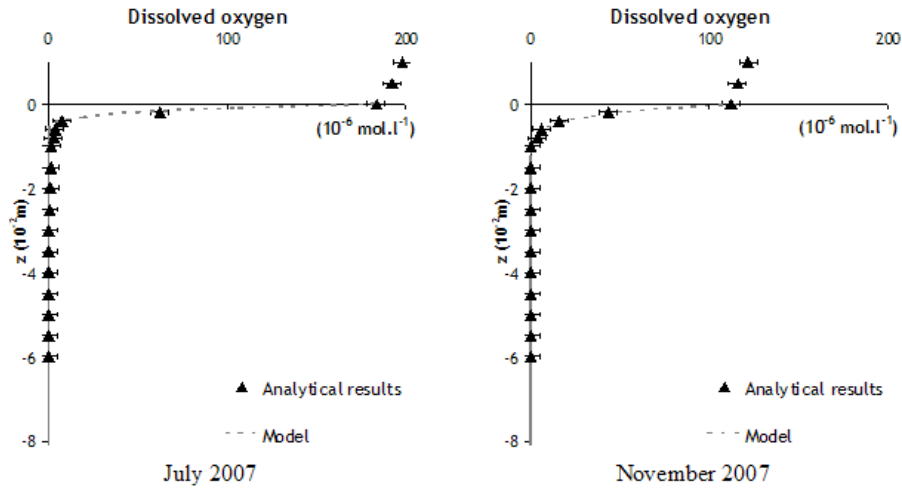 Dissolved oxygen
0 100 200
0
(10⁻⁶ mol.l⁻¹)
-2
z (10⁻²m)
-4
-6
Analytical results
Model
-8
July 2007
Dissolved oxygen
0 100 200
0
(10⁻⁶ mol.l⁻¹)
-2
z (10⁻²m)
-4
-6
Analytical results
Model
-8
November 2007